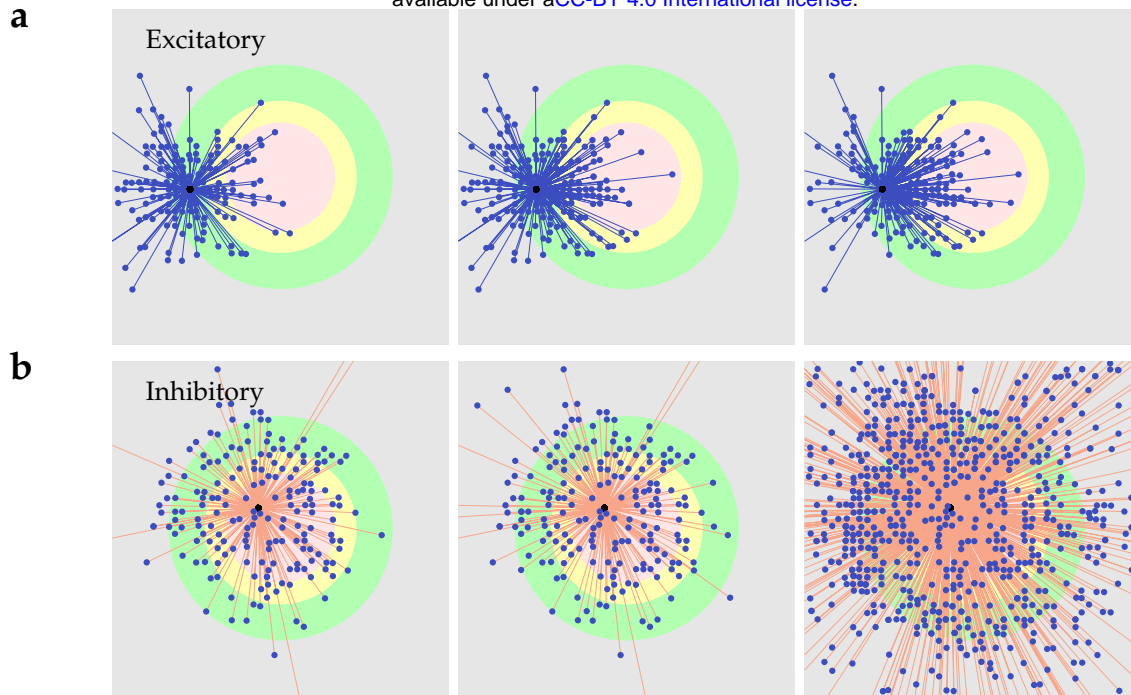 available under aCC-BY 4.0 International license.
a
Excitatory
b
Inhibitory